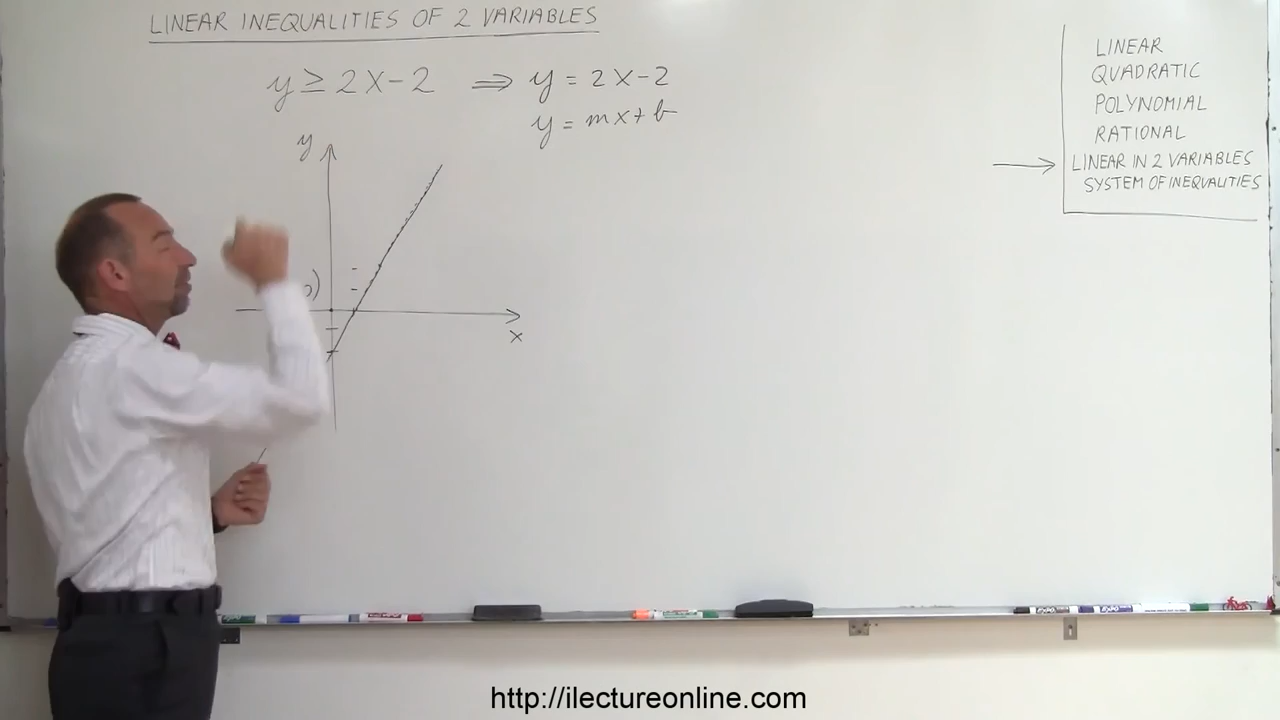 LINEAR INEQUALITIES OF 2 VARIABLES
y ≥ 2X-2 ⇒ y = 2X-2
y = mx+b
y
x
LINEAR
QUADRATIC
POLYNOMIAL
RATIONAL
LINEAR IN 2 VARIABLES
SYSTEM OF INEQUALITIES
http://ilectureonline.com